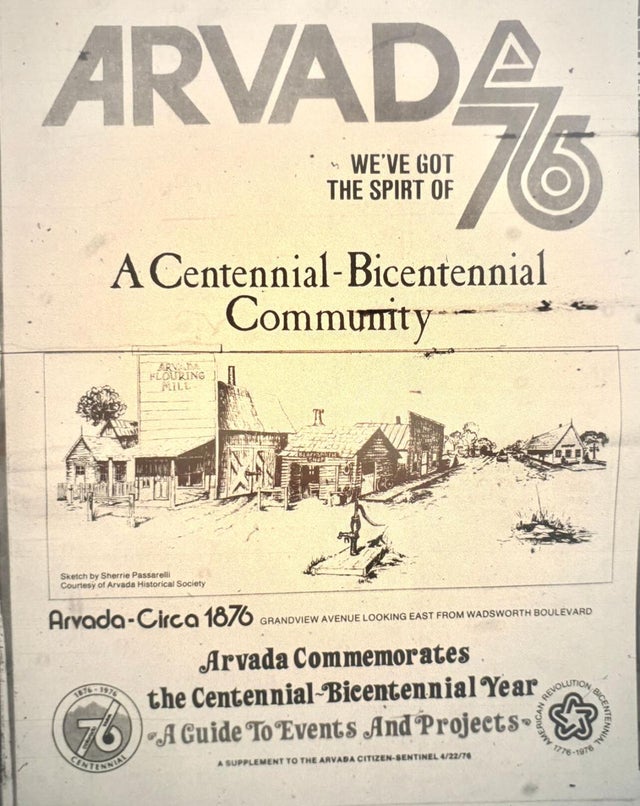 ARVADA
76
WE'VE GOT
THE SPIRT OF
A Centennial-Bicentennial
Community
ARVADA
FLOURING
MILL
Sketch by Sherrie Passarelli
Courtesy of Arvada Historical Society
Arvada-Circa 1876 GRANDVIEW AVENUE LOOKING EAST FROM WADSWORTH BOULEVARD
Arvada Commemorates
the Centennial-Bicentennial Year
A Guide To Events And Projects
A SUPPLEMENT TO THE ARVADA CITIZEN-SENTINEL 4/22/76
1876-1976
76
CENTENNIAL
AMERICAN REVOLUTION BICENTENNIAL
1776-1976